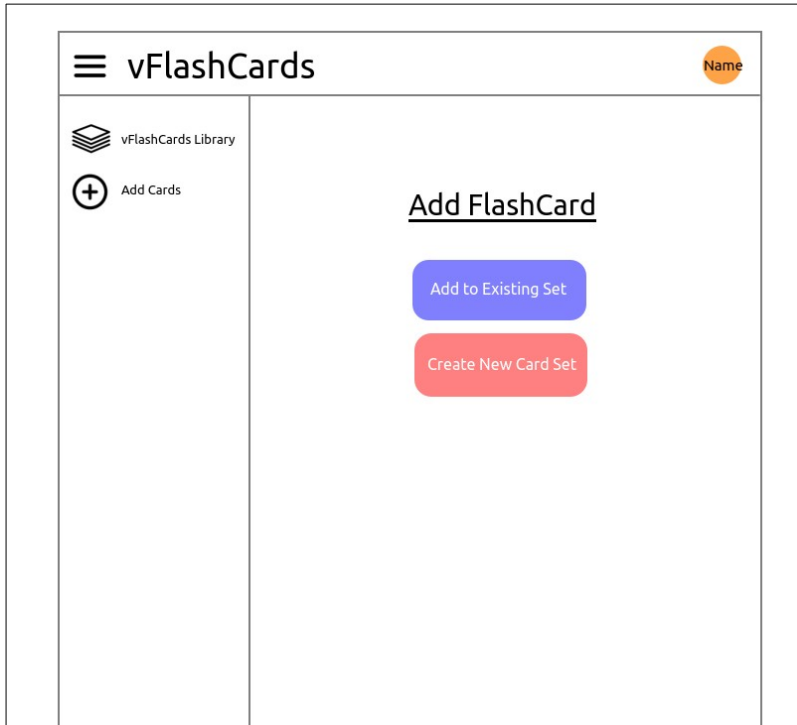 vFlashCards
Name
vFlashCards Library
Add Cards
Add FlashCard
Add to Existing Set
Create New Card Set